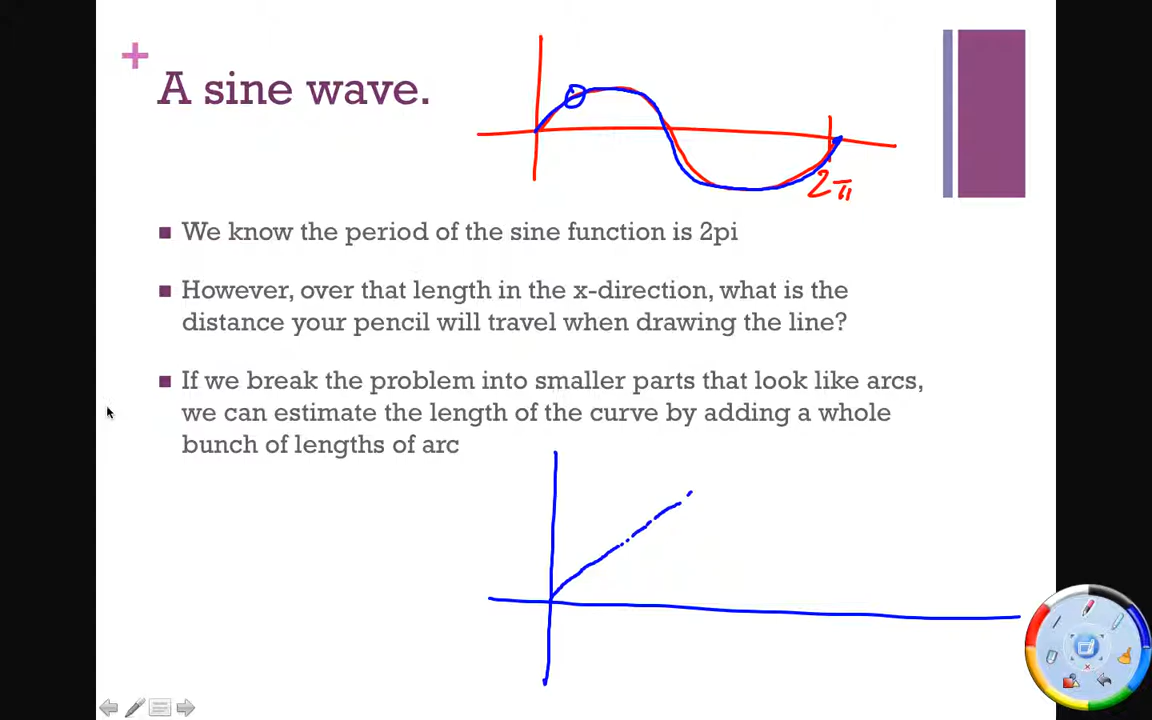 A sine wave.
2π
We know the period of the sine function is 2pi
However, over that length in the x-direction, what is the
distance your pencil will travel when drawing the line?
If we break the problem into smaller parts that look like arcs,
we can estimate the length of the curve by adding a whole
bunch of lengths of arc